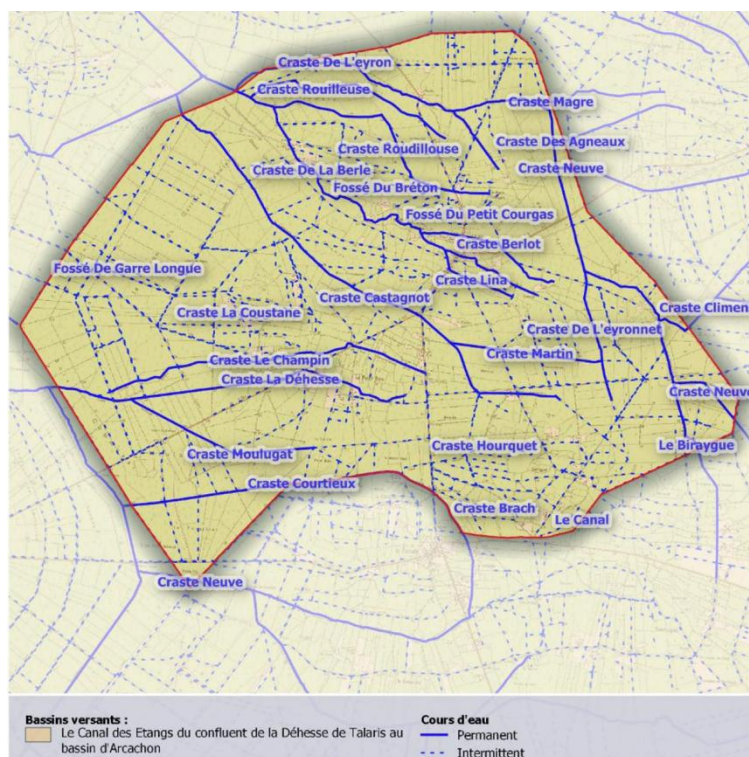 Craste De L'eyron
Craste Rouilleuse
Craste Magre
Craste Des Agneaux
Craste Roudillouse
Craste De La Berle
Craste Neuve
Fossé Du Bréton
Fossé Du Petit Courgas
Craste Berlot
Fossé De Garre Longue
Craste Lina
Craste Castagnot
Craste La Coustane
Craste Climen
Craste De L'eyronnet
Craste Martin
Craste Le Champin
Craste La Déhesse
Craste Neuve
Craste Hourquet
Le Biraygue
Craste Moulugat
Craste Courtieux
Craste Brach
Le Canal
Craste Neuve
Bassins versants :
Le Canal des Etangs du confluent de la Déhesse de Talaris au
bassin d'Arcachon
Cours d'eau
Permanent
Intermittent